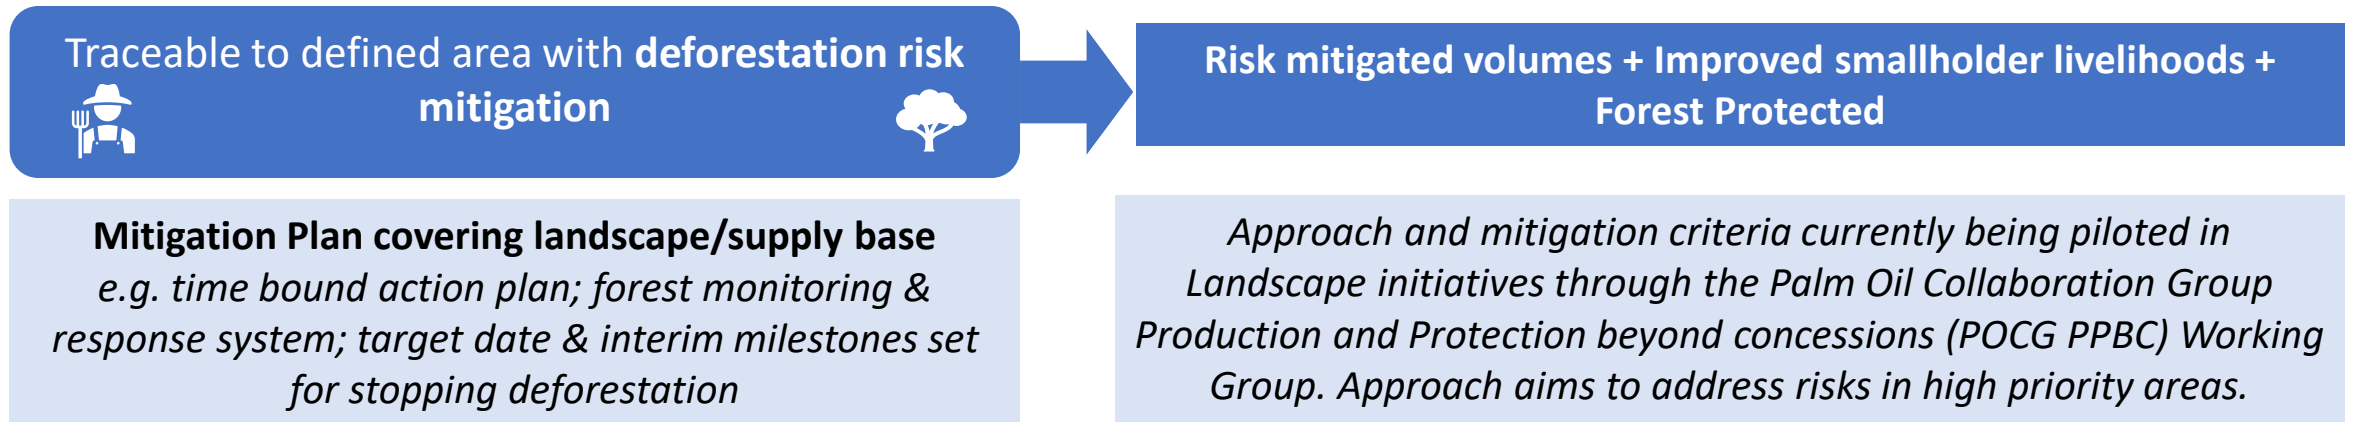 Traceable to defined area with deforestation risk
mitigation
Risk mitigated volumes + Improved smallholder livelihoods +
Forest Protected
Mitigation Plan covering landscape/supply base
e.g. time bound action plan; forest monitoring &
response system; target date & interim milestones set
for stopping deforestation
Approach and mitigation criteria currently being piloted in
Landscape initiatives through the Palm Oil Collaboration Group
Production and Protection beyond concessions (POCG PPBC) Working
Group. Approach aims to address risks in high priority areas.